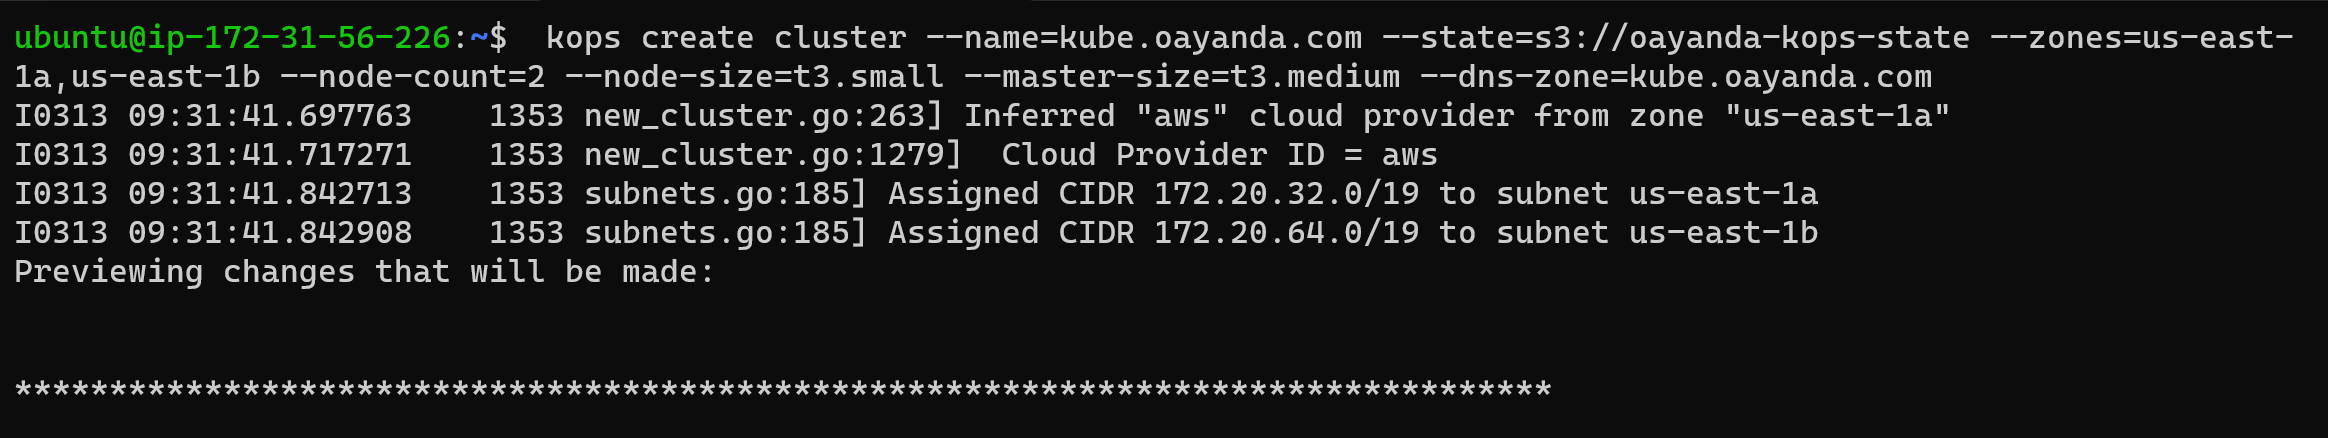 ubuntu@ip-172-31-56-226:~$  kops create cluster --name=kube.oayanda.com --state=s3://oayanda-kops-state --zones=us-east-
1a,us-east-1b --node-count=2 --node-size=t3.small --master-size=t3.medium --dns-zone=kube.oayanda.com
I0313 09:31:41.697763    1353 new_cluster.go:263] Inferred "aws" cloud provider from zone "us-east-1a"
I0313 09:31:41.717271    1353 new_cluster.go:1279]  Cloud Provider ID = aws
I0313 09:31:41.842713    1353 subnets.go:185] Assigned CIDR 172.20.32.0/19 to subnet us-east-1a
I0313 09:31:41.842908    1353 subnets.go:185] Assigned CIDR 172.20.64.0/19 to subnet us-east-1b
Previewing changes that will be made:
*********************************************************************************